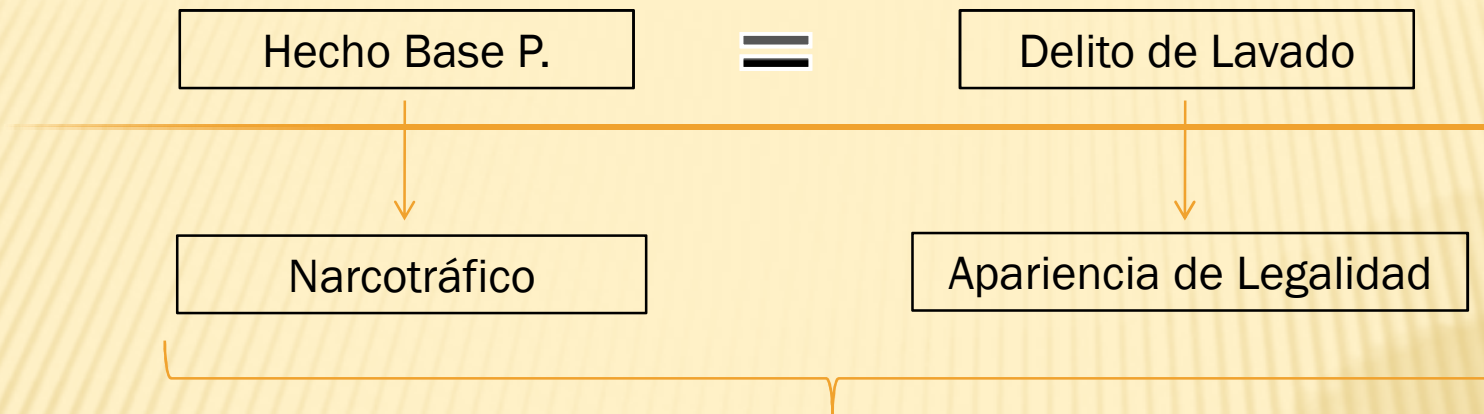 Hecho Base P.
Delito de Lavado
Narcotráfico
Apariencia de Legalidad